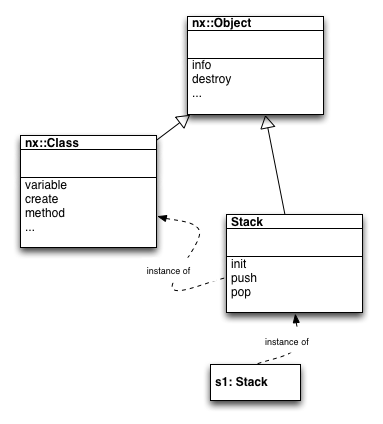 nx::Object
info
destroy
...
nx::Class
variable
create
method
...
Stack
init
push
pop
instance of
instance of
s1: Stack